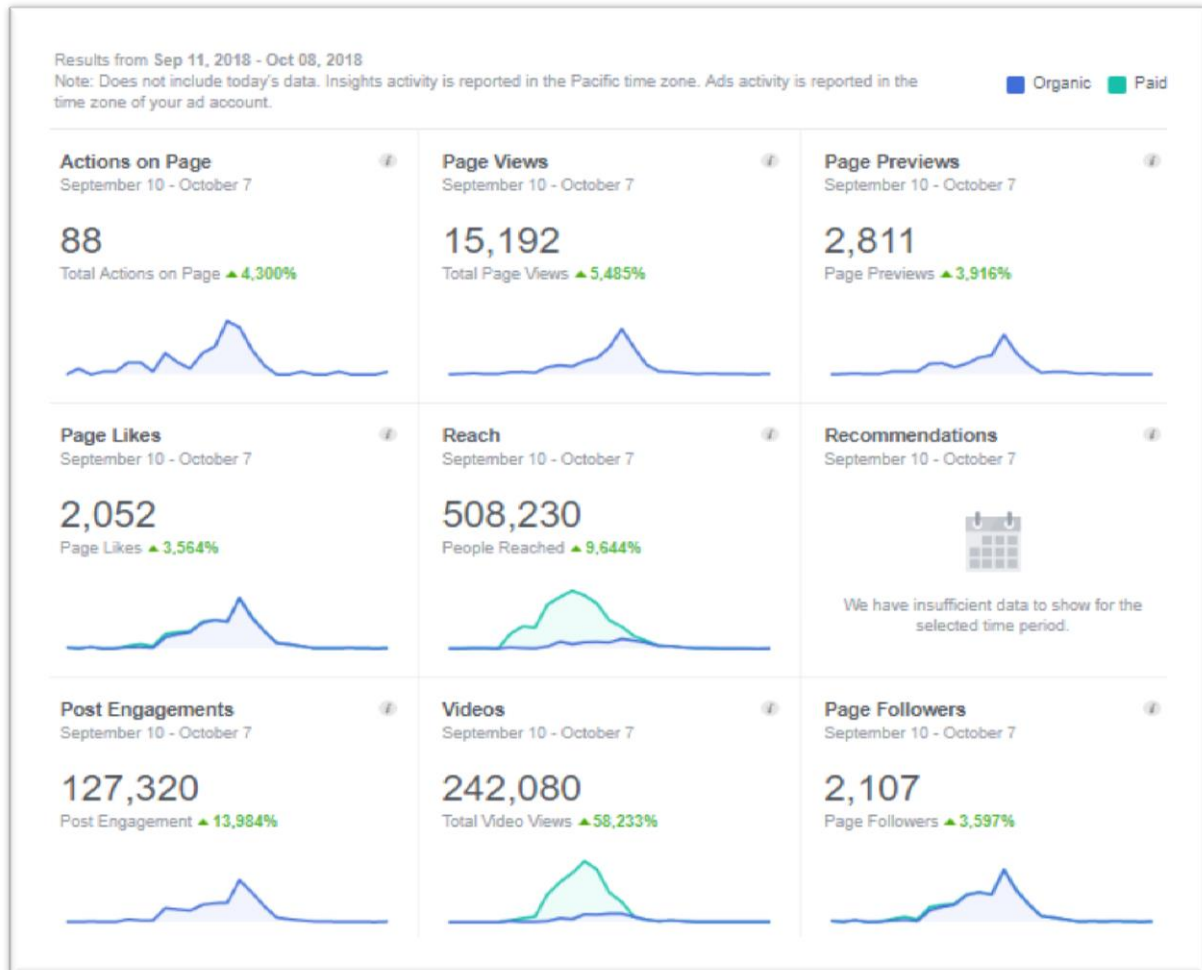 Results from Sep 11, 2018 - Oct 08, 2018
Note: Does not include today's data. Insights activity is reported in the Pacific time zone. Ads activity is reported in the
time zone of your ad account.
Organic Paid
Actions on Page
September 10 - October 7
88
Total Actions on Page ▲ 4,300%
Page Views
September 10 - October 7
15,192
Total Page Views ▲ 5,485%
Page Previews
September 10 - October 7
2,811
Page Previews ▲ 3,916%
Page Likes
September 10 - October 7
2,052
Page Likes ▲ 3,564%
Reach
September 10 - October 7
508,230
People Reached ▲ 9,644%
Recommendations
September 10 - October 7
We have insufficient data to show for the
selected time period.
Post Engagements
September 10 - October 7
127,320
Post Engagement ▲ 13,984%
Videos
September 10 - October 7
242,080
Total Video Views ▲ 58,233%
Page Followers
September 10 - October 7
2,107
Page Followers ▲ 3,597%